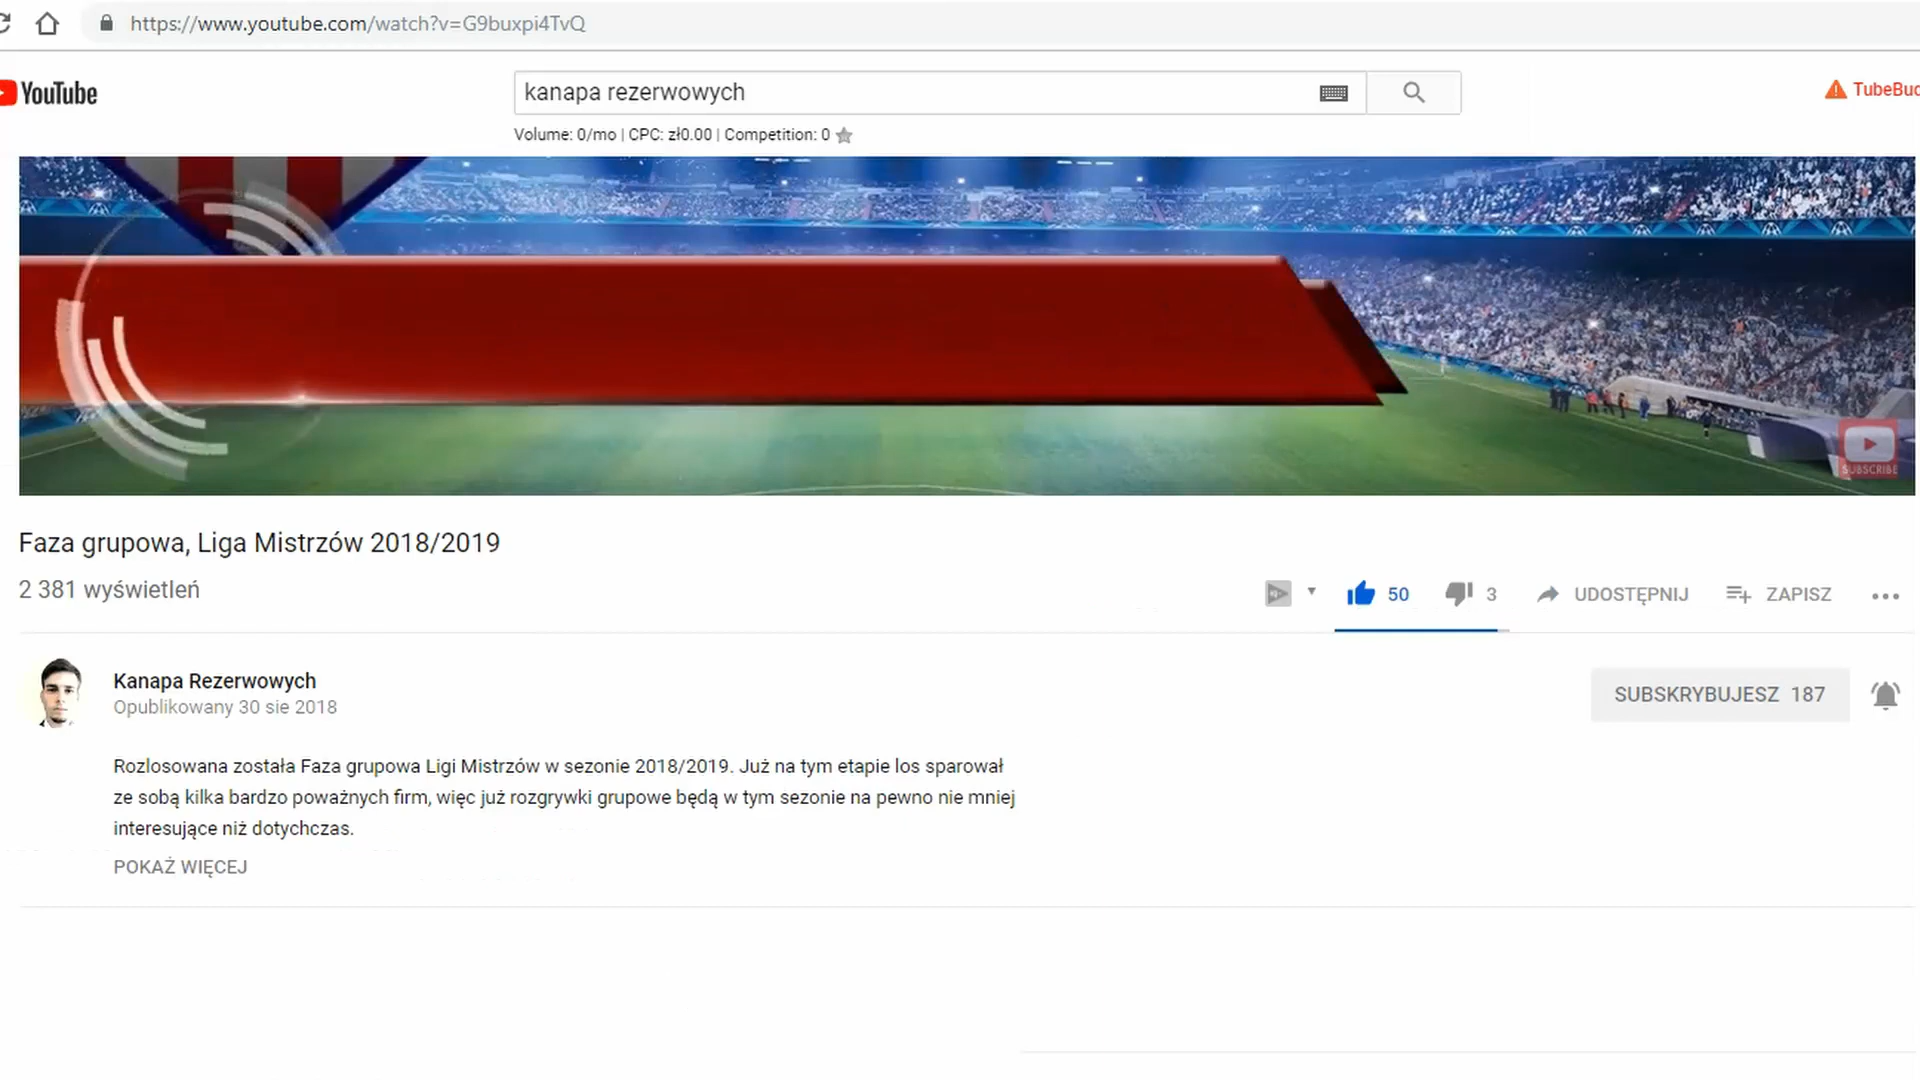 https://www.youtube.com/watch?v=G9buxpi4TvQ
YouTube
kanapa rezerwowych
TubeBud
Volume: 0/mo | CPC: zł0.00 | Competition: 0
SUBSCRIBE
Faza grupowa, Liga Mistrzów 2018/2019
2 381 wyświetleń
50
3
UDOSTĘPNIJ
ZAPISZ
Kanapa Rezerwowych
Opublikowany 30 sie 2018
SUBSKRYBUJESZ 187
Rozlosowana została Faza grupowa Ligi Mistrzów w sezonie 2018/2019. Już na tym etapie los sparował
ze sobą kilka bardzo poważnych firm, więc już rozgrywki grupowe będą w tym sezonie na pewno nie mniej
interesujące niż dotychczas.
POKAŻ WIĘCEJ